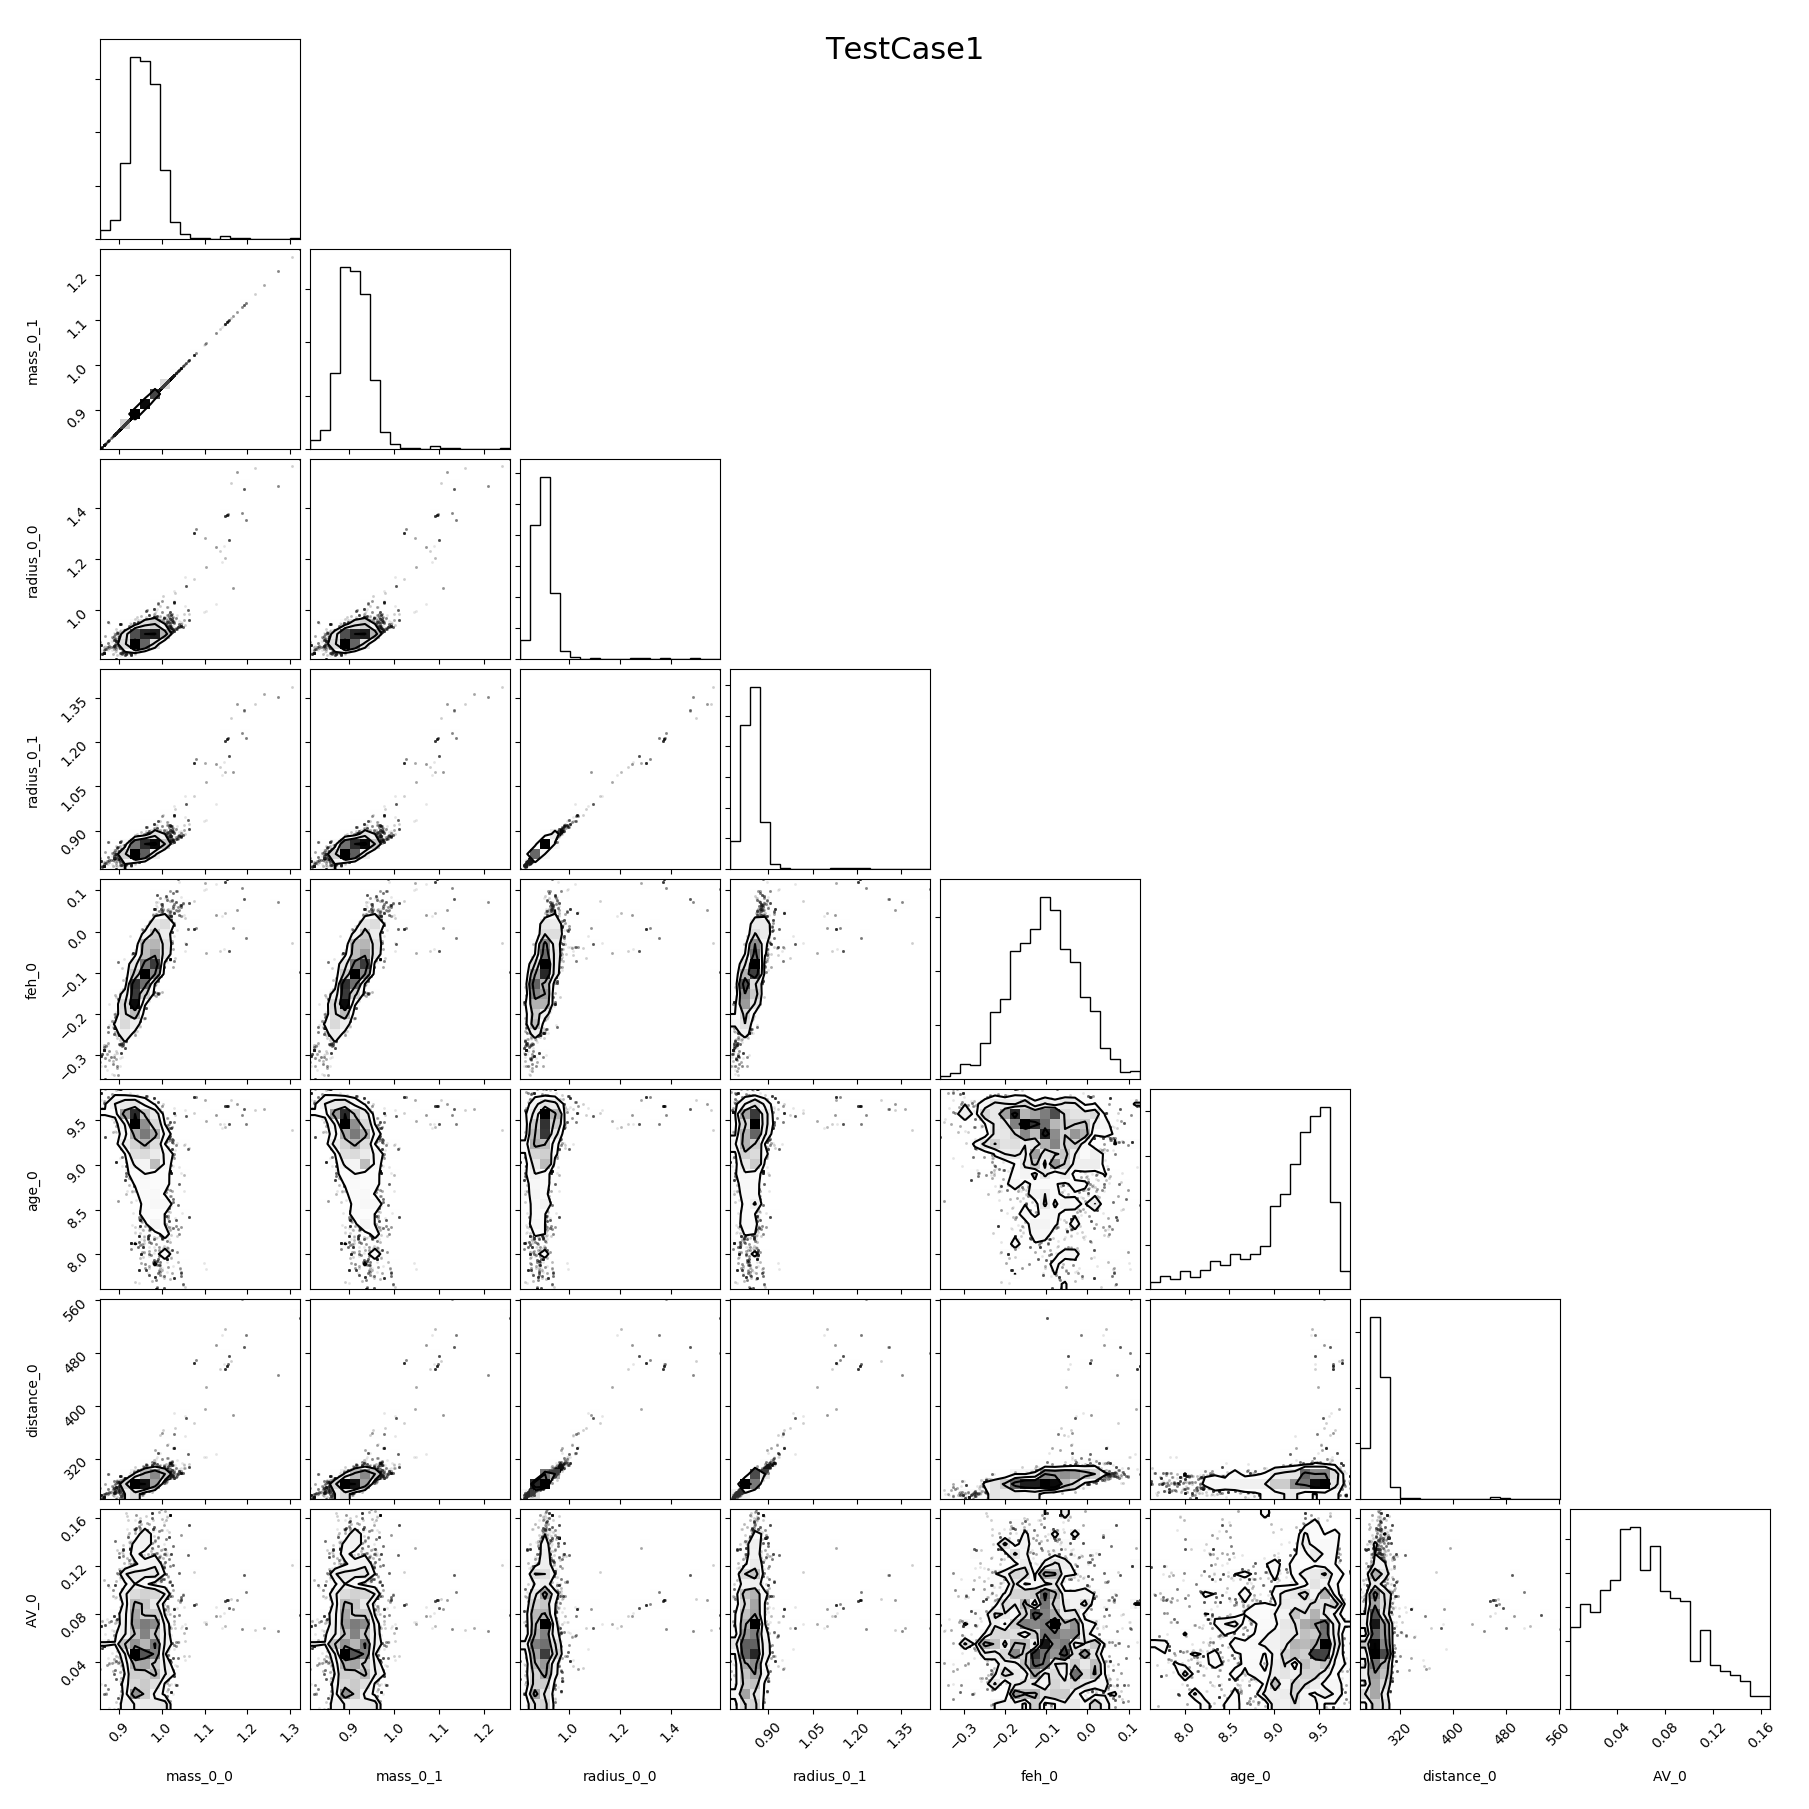 TestCase1
mass_0_1
1.2
1.1
1.0
0.9
radius_0_0
1.4
1.2
1.0
radius_0_1
1.35
1.20
1.05
0.90
feh_0
0.1
0.0
−0.1
−0.2
−0.3
age_0
9.5
9.0
8.5
8.0
distance_0
560
480
400
320
AV_0
0.16
0.12
0.08
0.04
0.9 1.0 1.1 1.2 1.3 0.9 1.0 1.1 1.2 1.0 1.2 1.4 0.90 1.05 1.20 1.35 −0.3 −0.2 −0.1 0.0 0.1 8.0 8.5 9.0 9.5 320 400 480 560 0.04 0.08 0.12 0.16
mass_0_0 mass_0_1 radius_0_0 radius_0_1 feh_0 age_0 distance_0 AV_0